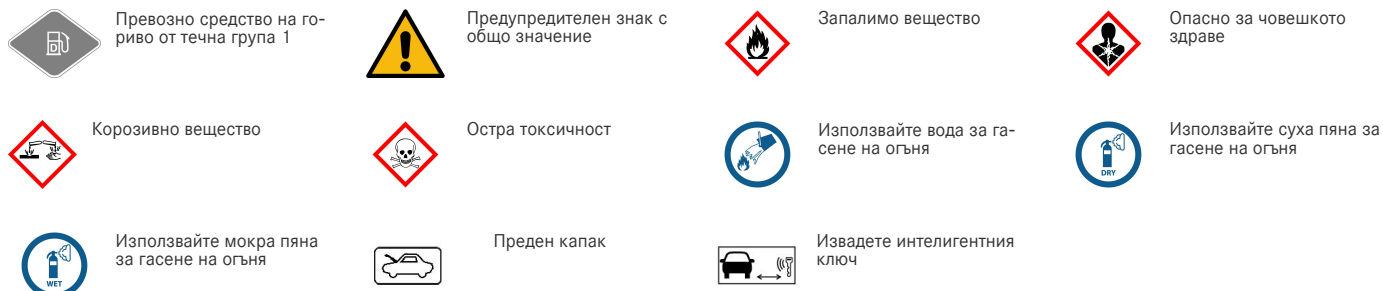 D
Превозно средство на го-
риво от течна група 1
Предупредителен знак с
общо значение
Запалимо вещество
Опасно за човешкото
здраве
Корозивно вещество
Остра токсичност
Използвайте вода за га-
сене на огъня
DRY
Използвайте суха пяна за
гасене на огъня
WET
Използвайте мокра пяна
за гасене на огъня
Преден капак
Извадете интелигентния
ключ